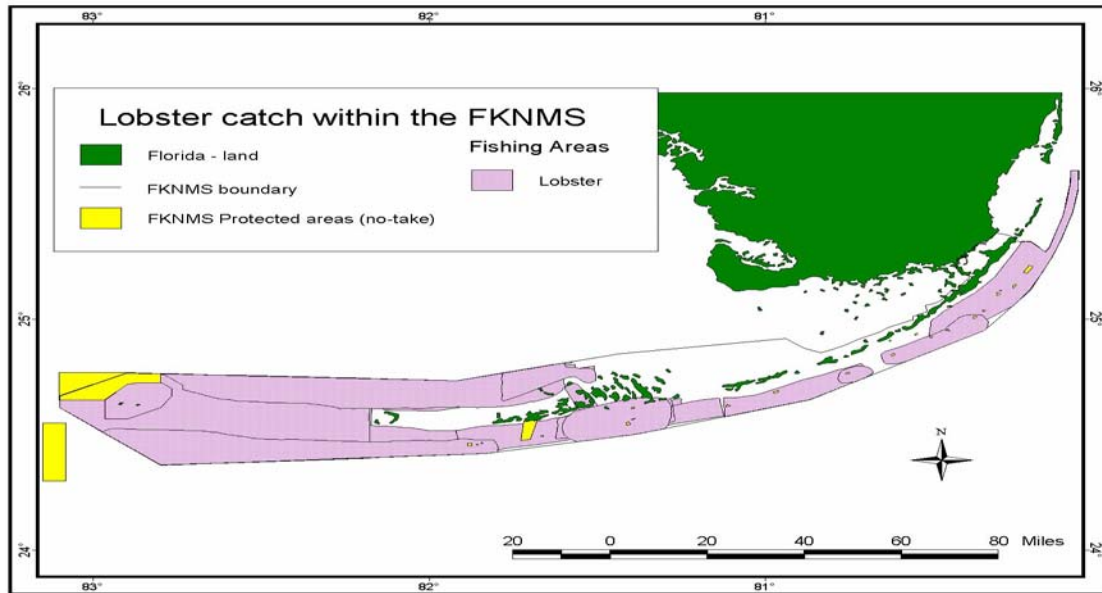 83°
82°
81°
26°
26°
Lobster catch within the FKNMS
Florida - land
FKNMS boundary
FKNMS Protected areas (no-take)
Fishing Areas
Lobster
25°
25°
N
24°
24°
20 0 20 40 60 80 Miles
83°
82°
81°